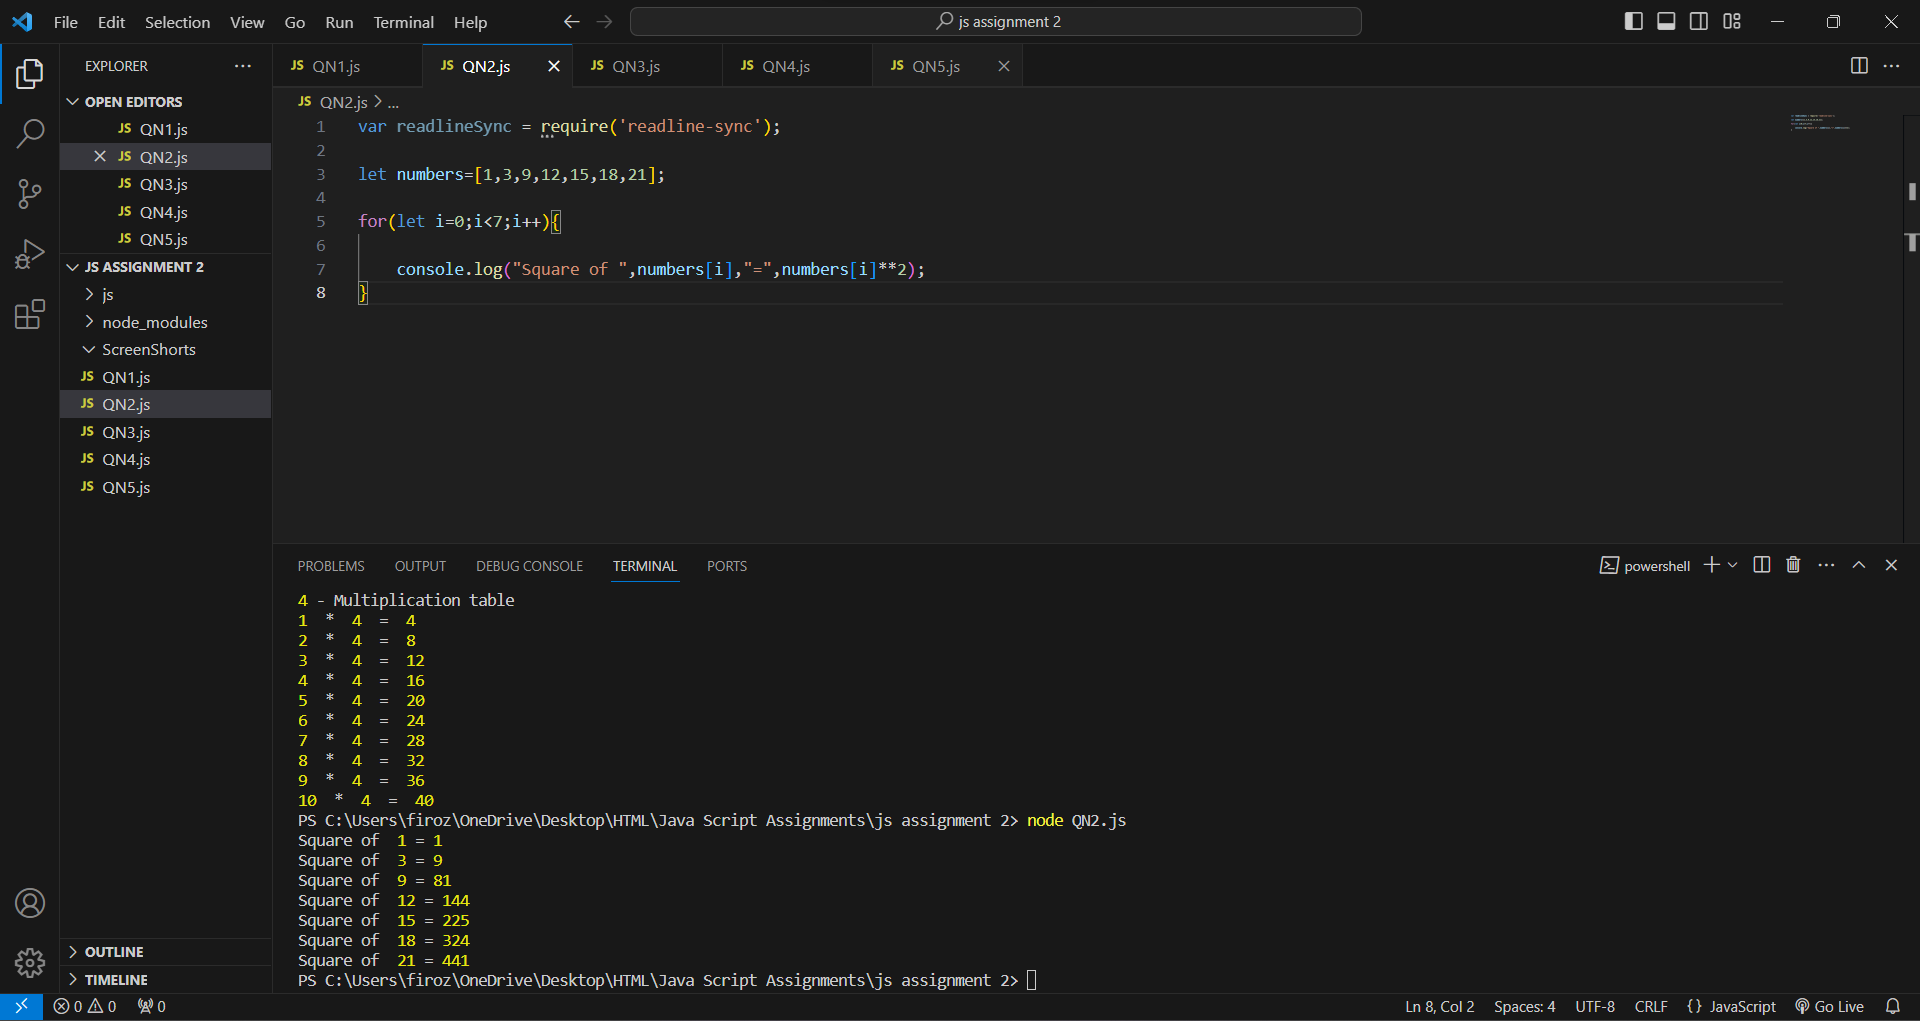 File Edit Selection View Go Run Terminal Help
js assignment 2
EXPLORER
OPEN EDITORS
JS QN1.js
JS QN2.js
JS QN3.js
JS QN4.js
JS QN5.js
JS ASSIGNMENT 2
js
node_modules
ScreenShorts
JS QN1.js
JS QN2.js
JS QN3.js
JS QN4.js
JS QN5.js
OUTLINE
TIMELINE
JS QN1.js JS QN2.js JS QN3.js JS QN4.js JS QN5.js
JS QN2.js > ...
1 var readlineSync = require('readline-sync');
2
3 let numbers=[1,3,9,12,15,18,21];
4
5 for(let i=0;i<7;i++){
6
7 console.log("Square of ",numbers[i],"=",numbers[i]**2);
8 }
PROBLEMS OUTPUT DEBUG CONSOLE TERMINAL PORTS
powershell
4 - Multiplication table
1 * 4 = 4
2 * 4 = 8
3 * 4 = 12
4 * 4 = 16
5 * 4 = 20
6 * 4 = 24
7 * 4 = 28
8 * 4 = 32
9 * 4 = 36
10 * 4 = 40
PS C:\Users\firoz\OneDrive\Desktop\HTML\Java Script Assignments\js assignment 2> node QN2.js
Square of 1 = 1
Square of 3 = 9
Square of 9 = 81
Square of 12 = 144
Square of 15 = 225
Square of 18 = 324
Square of 21 = 441
PS C:\Users\firoz\OneDrive\Desktop\HTML\Java Script Assignments\js assignment 2>
0 0 0
Ln 8, Col 2 Spaces: 4 UTF-8 CRLF {} JavaScript Go Live